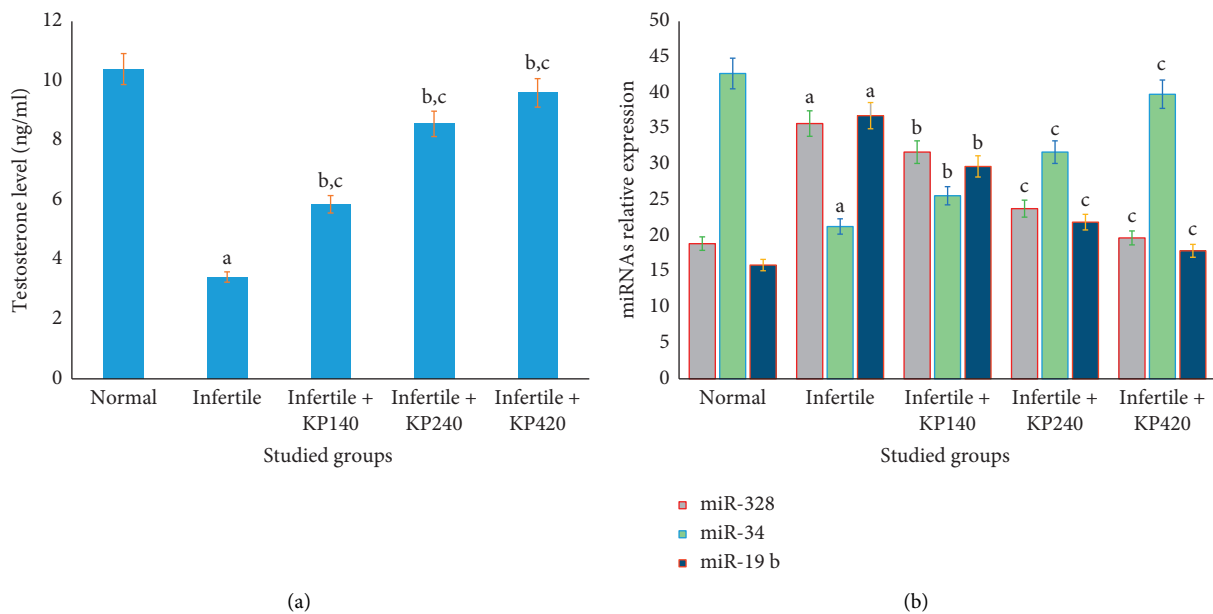 Testosterone level (ng/ml)
12
10
8
6
4
2
0
a
b,c
b,c
b,c
Normal
Infertile
Infertile +
KP140
Infertile +
KP240
Infertile +
KP420
Studied groups
(a)
miRNAs relative expression
50
45
40
35
30
25
20
15
10
5
0
a
a
a
b
b
b
c
c
c
c
c
c
Normal
Infertile
Infertile +
KP140
Infertile +
KP240
Infertile +
KP420
Studied groups
miR-328
miR-34
miR-19 b
(b)